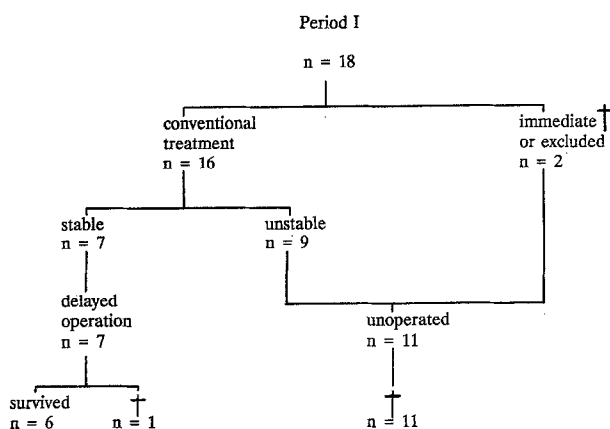 Period I
n = 18
conventional
treatment
n = 16
immediate †
or excluded
n = 2
stable
n = 7
unstable
n = 9
delayed
operation
n = 7
unoperated
n = 11
survived
n = 6
†
n = 1
†
n = 11